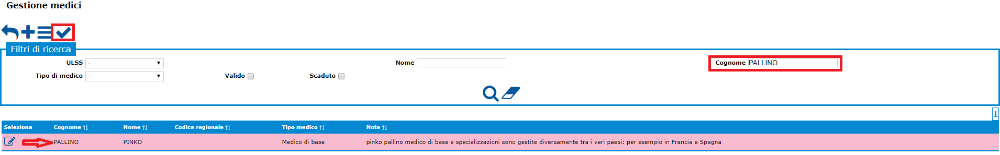 Gestione medici
Filtri di ricerca
ULSS - Nome Cognome PALLINO
Tipo di medico - Valido Scaduto
1
Seleziona Cognome Nome Codice regionale Tipo medico Note
PALLINO PINKO Medico di base pinko pallino medico di base e specializzazioni sono gestite diversamente tra i vari paesi: per esempio in Francia e Spagna